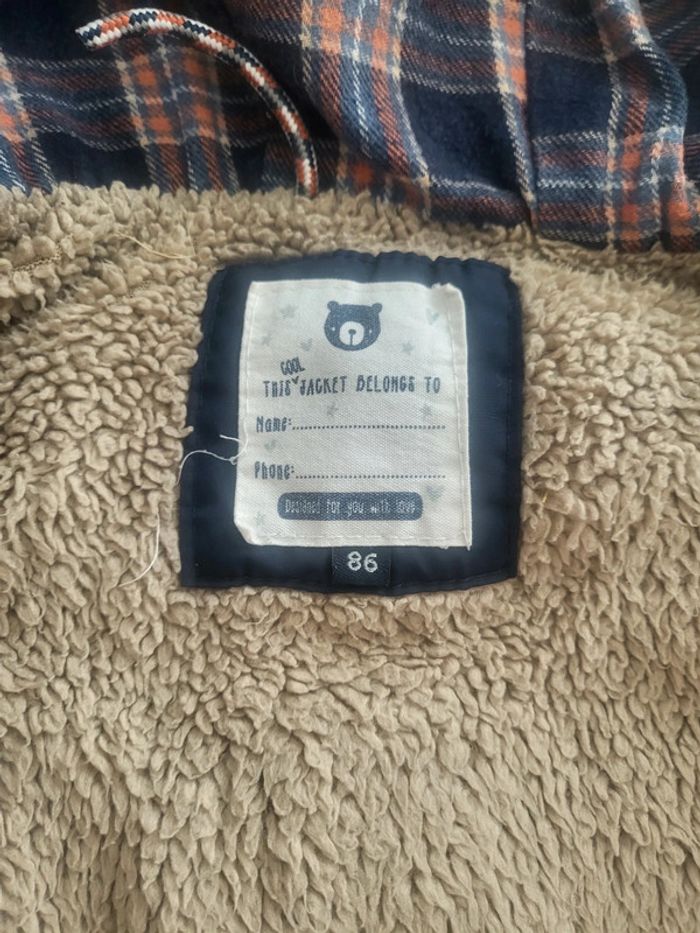 COOL
THIS JACKET BELONGS TO
Name:
Phone:
Designed for you with love
86